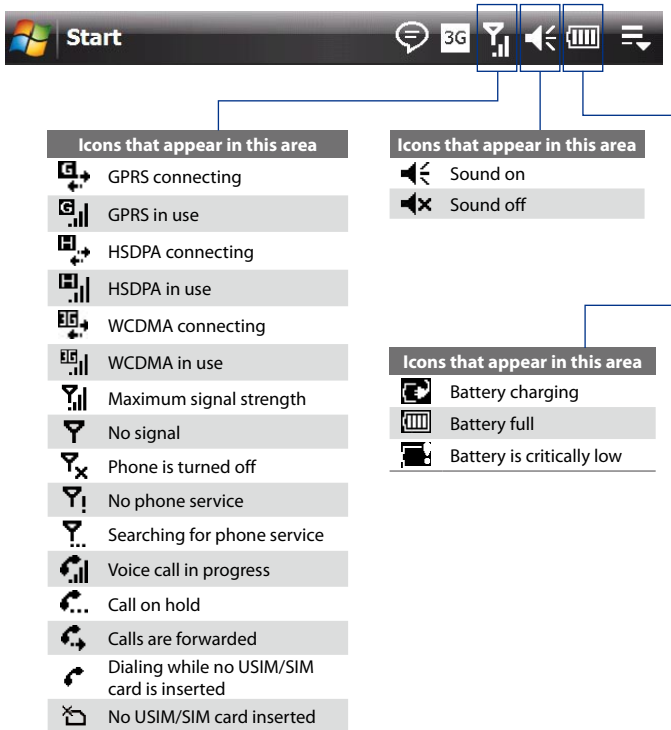 Start
3G
Icons that appear in this area
GPRS connecting
GPRS in use
HSDPA connecting
HSDPA in use
WCDMA connecting
WCDMA in use
Maximum signal strength
No signal
Phone is turned off
No phone service
Searching for phone service
Voice call in progress
Call on hold
Calls are forwarded
Dialing while no USIM/SIM
card is inserted
No USIM/SIM card inserted
Icons that appear in this area
Sound on
Sound off
Icons that appear in this area
Battery charging
Battery full
Battery is critically low